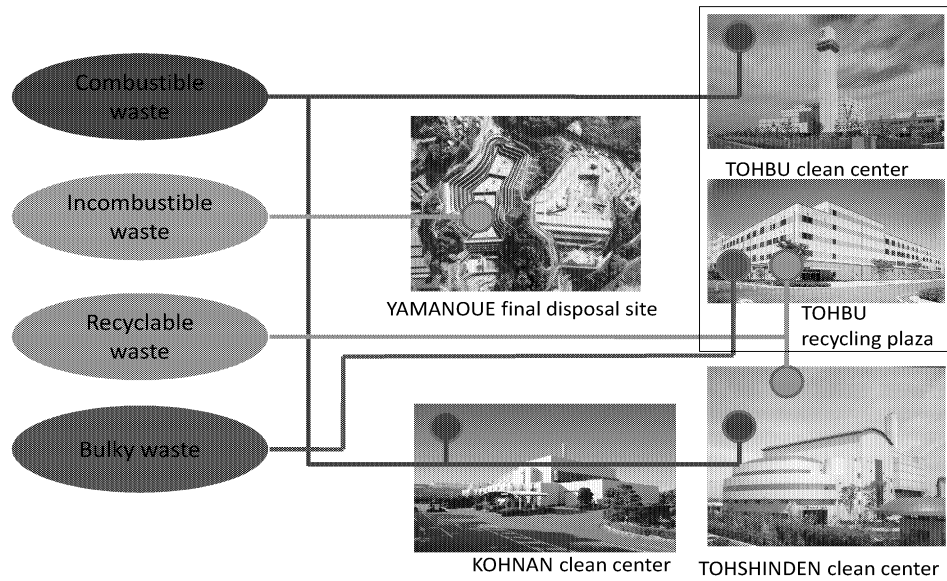 Combustible
waste
TOHBU clean center
Incombustible
waste
YAMANOUE final disposal site
TOHBU
recycling plaza
Recyclable
waste
Bulky waste
KOHNAN clean center
TOHSHINDEN clean center